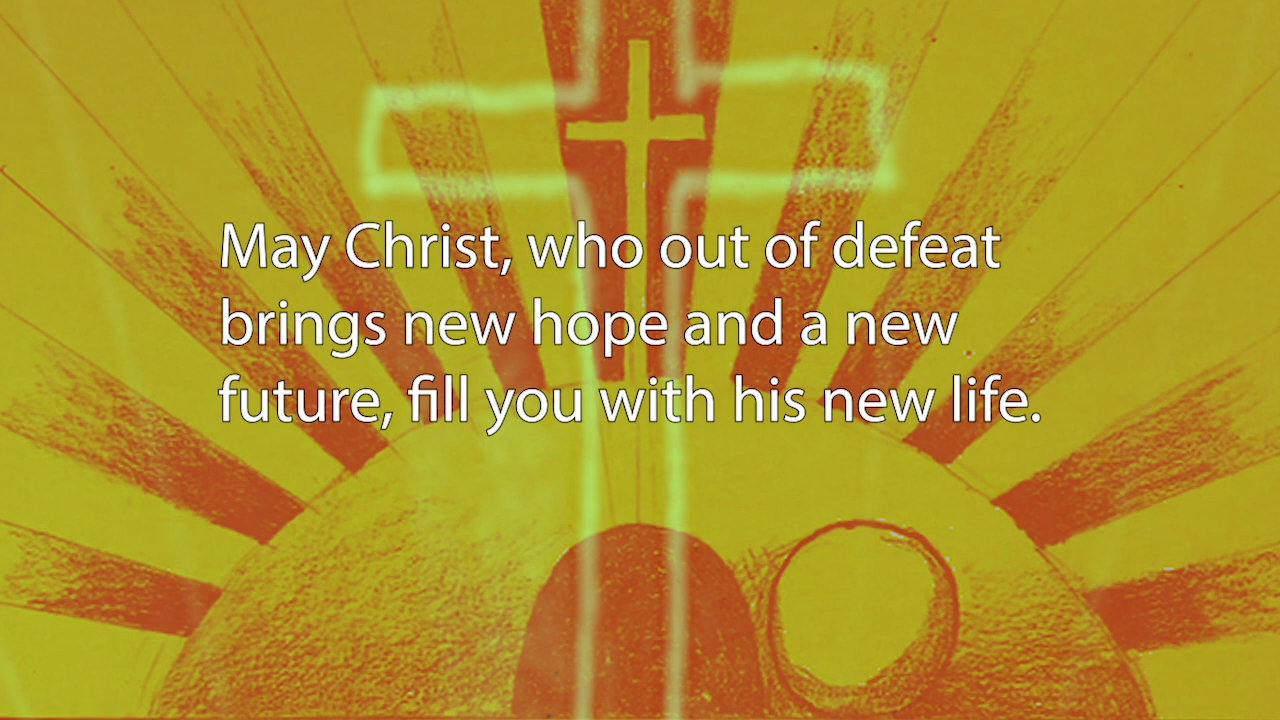 May Christ, who out of defeat
brings new hope and a new
future, fill you with his new life.